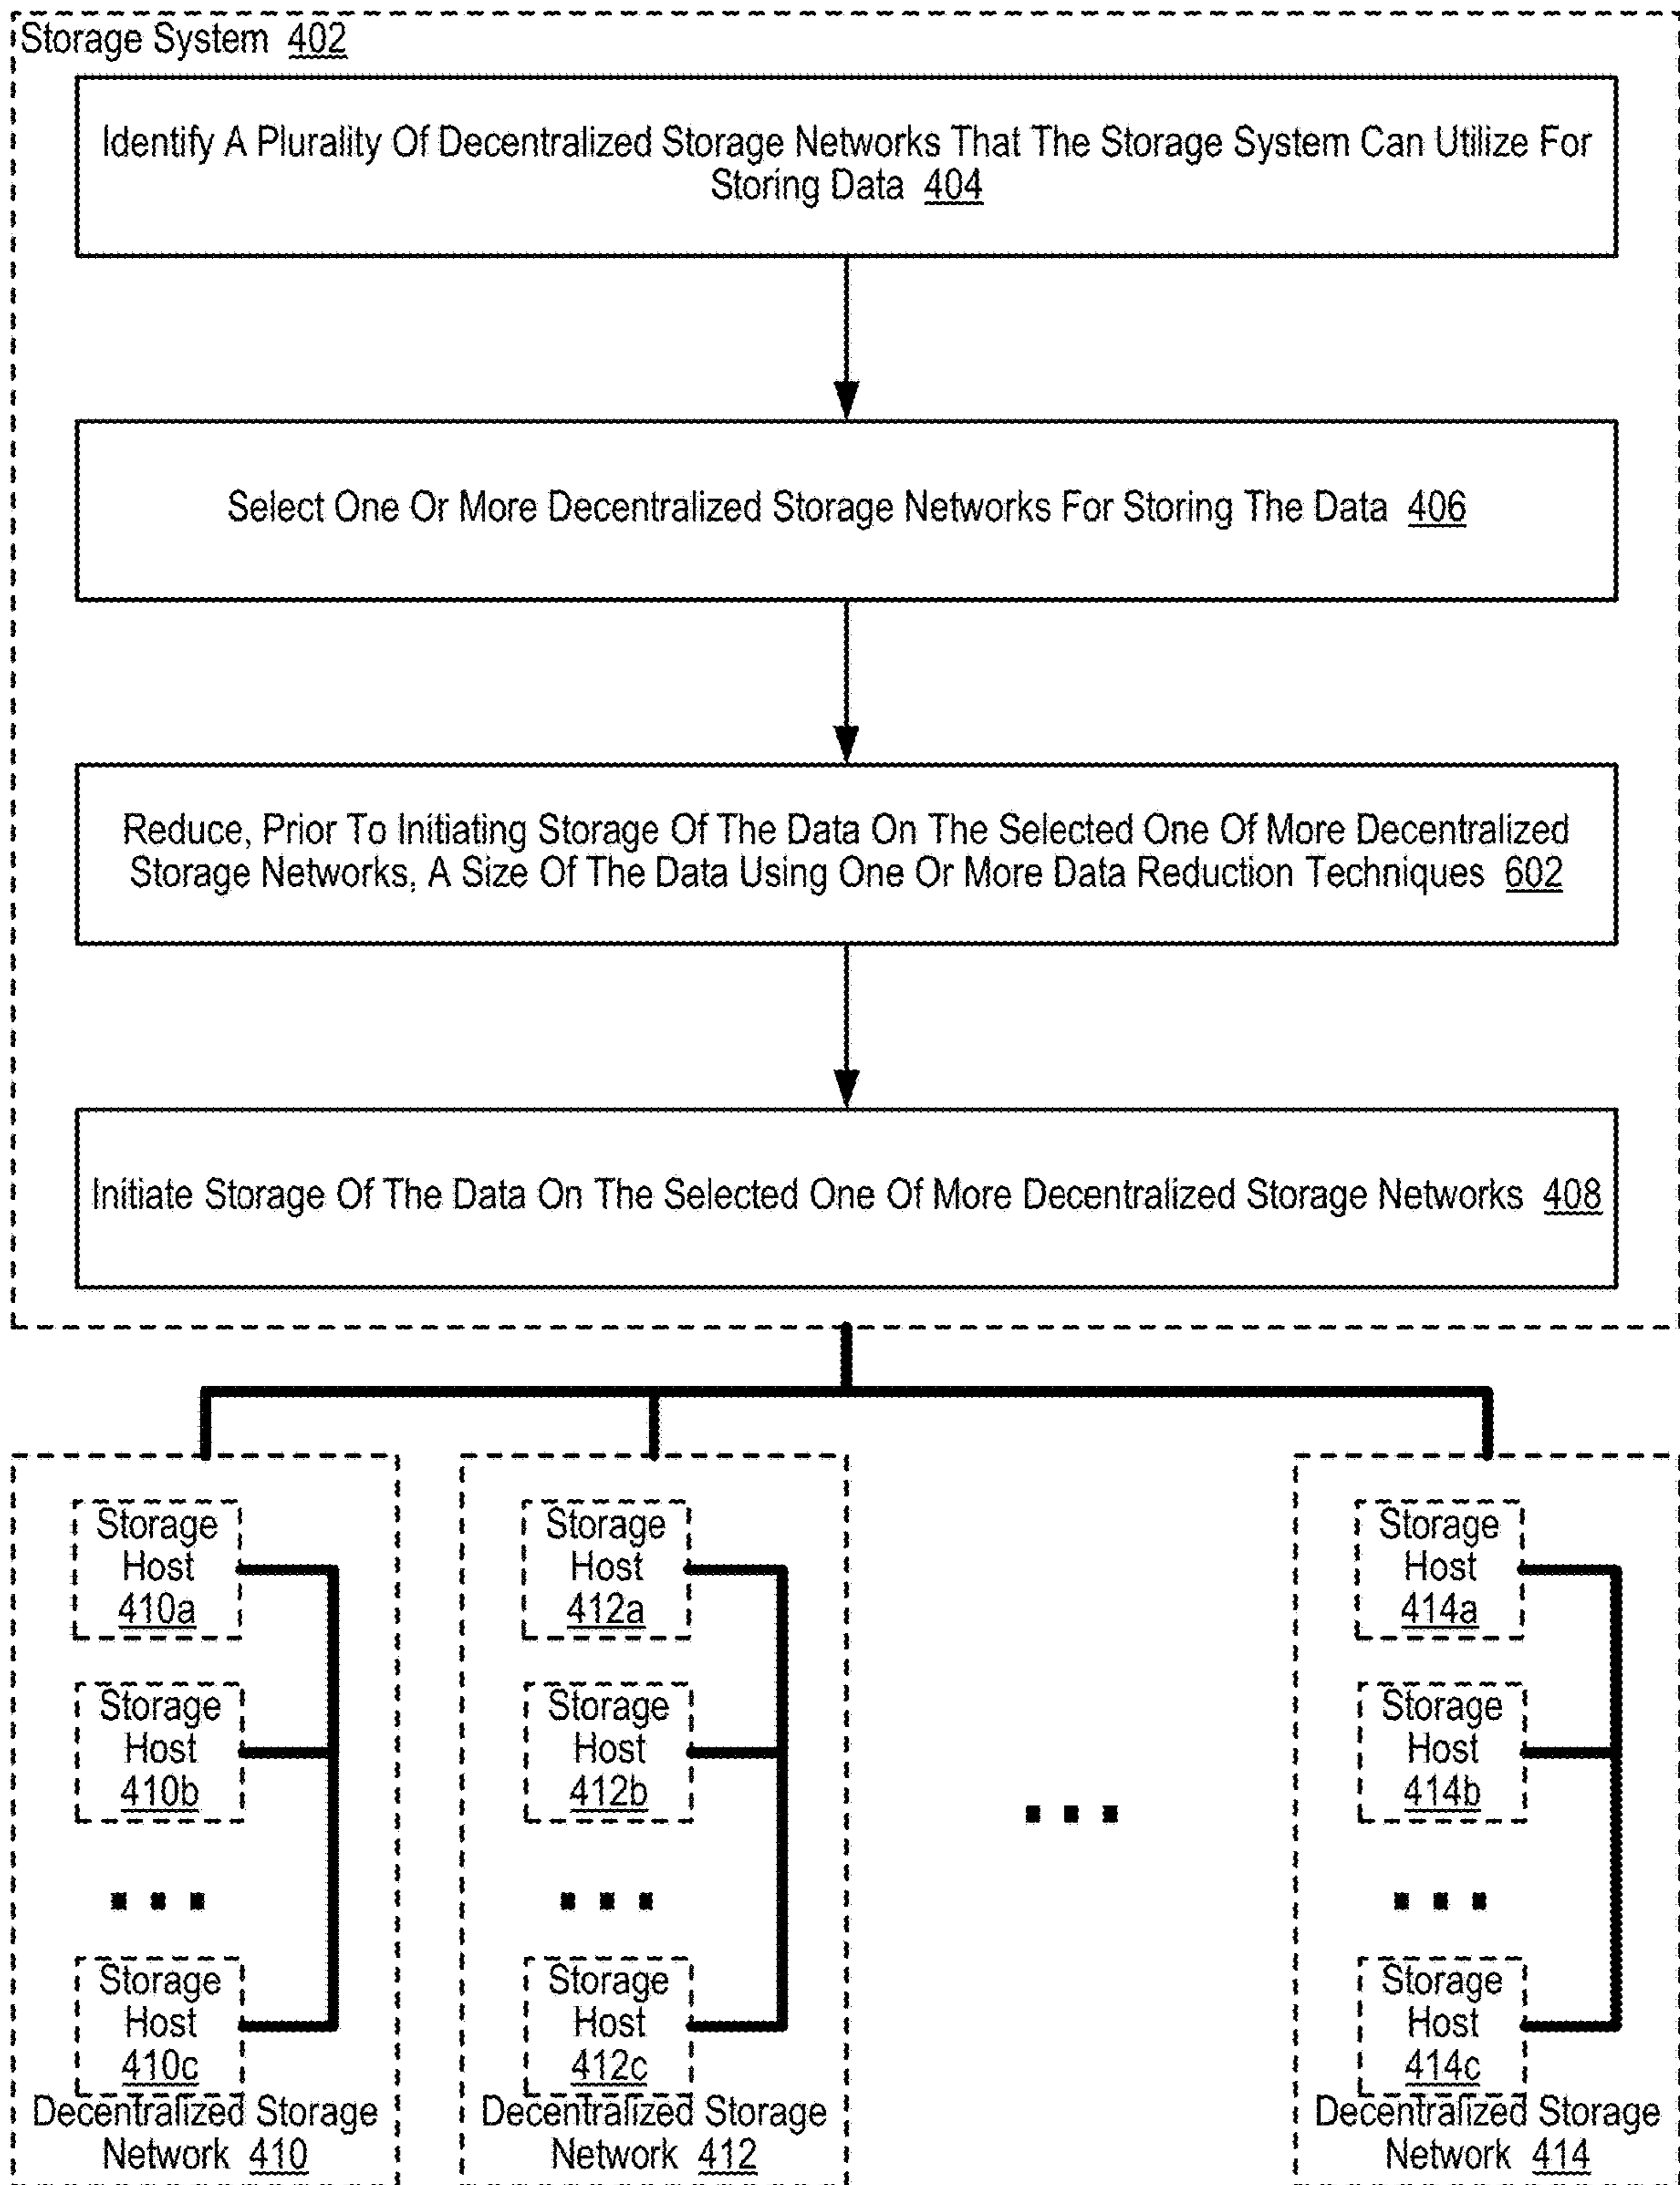 Storage System 402
Identify A Plurality Of Decentralized Storage Networks That The Storage System Can Utilize For
Storing Data 404
Select One Or More Decentralized Storage Networks For Storing The Data 406
Reduce, Prior To Initiating Storage Of The Data On The Selected One Of More Decentralized
Storage Networks, A Size Of The Data Using One Or More Data Reduction Techniques 602
Initiate Storage Of The Data On The Selected One Of More Decentralized Storage Networks 408
Storage
Host
410a
Storage
Host
410b
...
Storage
Host
410c
Decentralized Storage
Network 410
Storage
Host
412a
Storage
Host
412b
...
Storage
Host
412c
Decentralized Storage
Network 412
...
Storage
Host
414a
Storage
Host
414b
...
Storage
Host
414c
Decentralized Storage
Network 414